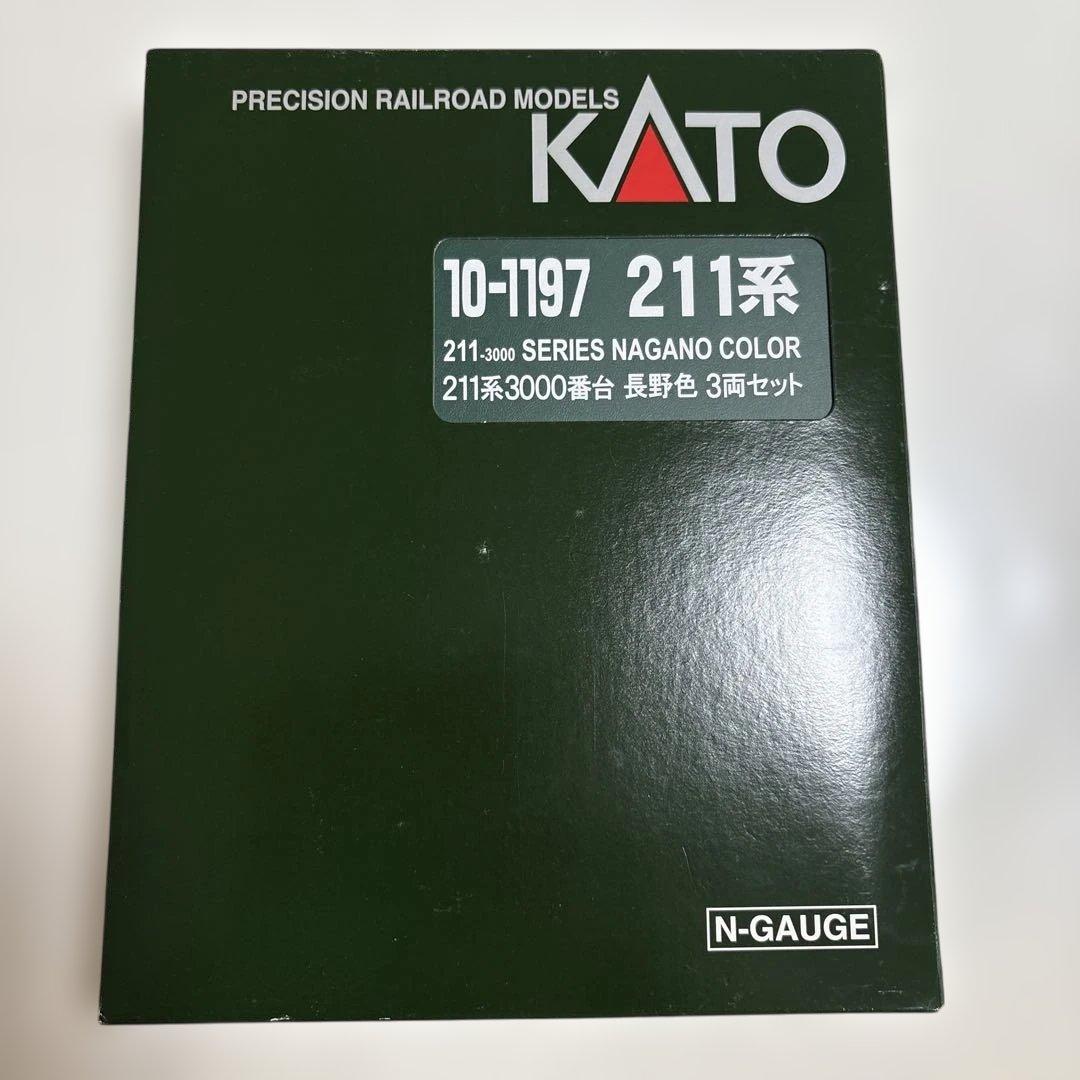 PRECISION RAILROAD MODELS
KATO
10-1197 211系
211-3000 SERIES NAGANO COLOR
211系3000番台 長野色 3両セット
N-GAUGE